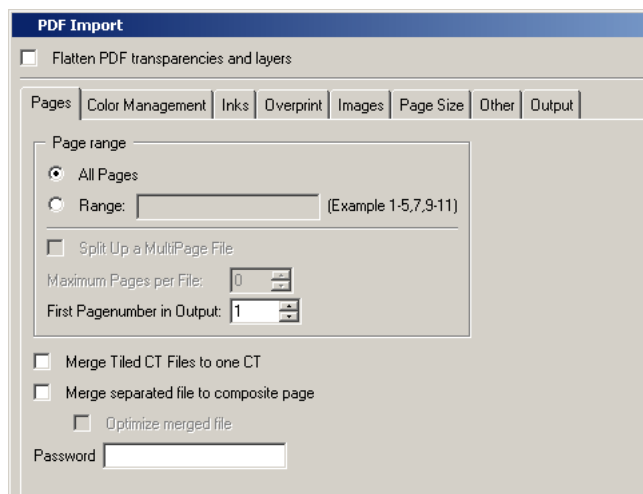 PDF Import
Flatten PDF transparencies and layers
Pages Color Management Inks Overprint Images Page Size Other Output
Page range
All Pages
Range: (Example 1-5,7,9-11)
Split Up a MultiPage File
Maximum Pages per File: 0
First Pagenumber in Output: 1
Merge Tiled CT Files to one CT
Merge separated file to composite page
Optimize merged file
Password